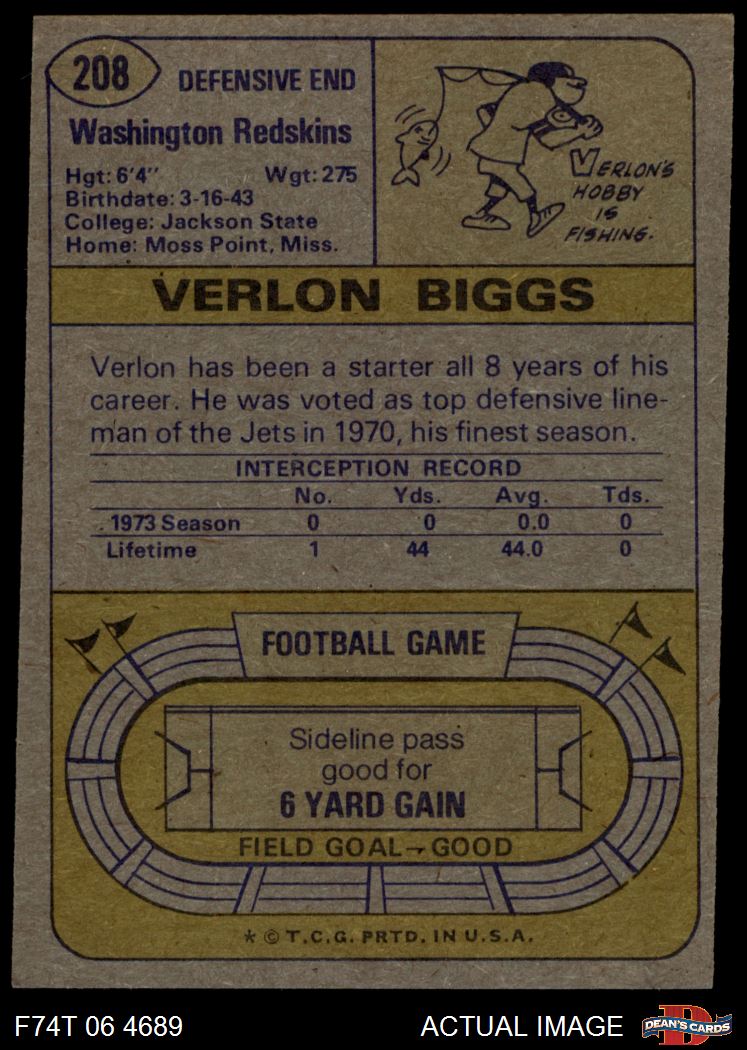 208
DEFENSIVE END
Washington Redskins
Hgt: 6'4" Wgt: 275
Birthdate: 3-16-43
College: Jackson State
Home: Moss Point, Miss.
VERLON'S
HOBBY
IS
FISHING.
VERLON BIGGS
Verlon has been a starter all 8 years of his
career. He was voted as top defensive line-
man of the Jets in 1970, his finest season.
INTERCEPTION RECORD
No. Yds. Avg. Tds.
1973 Season 0 0 0.0 0
Lifetime 1 44 44.0 0
FOOTBALL GAME
Sideline pass
good for
6 YARD GAIN
FIELD GOAL→GOOD
* © T.C.G. PRTD. IN U.S.A.
F74T 06 4689 ACTUAL IMAGE
DEAN'S CARDS